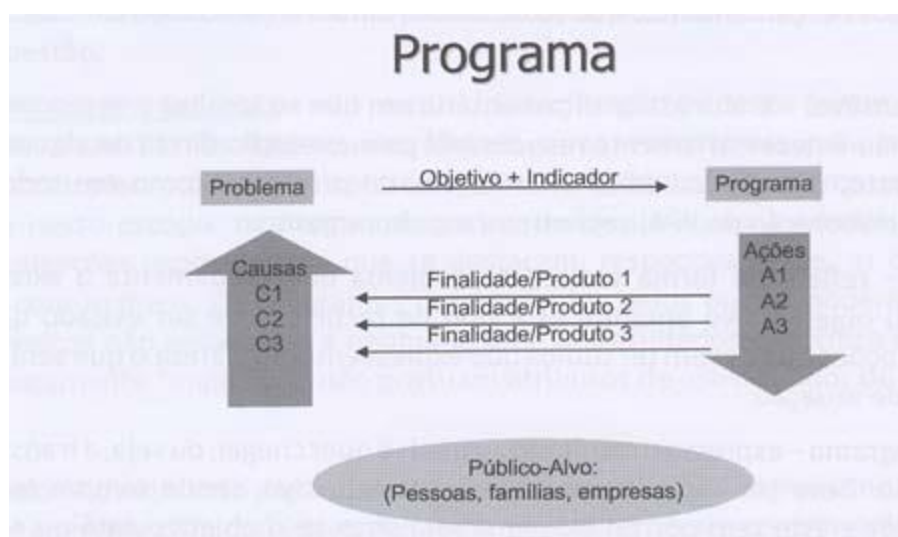 Programa
Problema
Objetivo + Indicador
Programa
Causas
C1
C2
C3
Finalidade/Produto 1
Finalidade/Produto 2
Finalidade/Produto 3
Ações
A1
A2
A3
Público-Alvo:
(Pessoas, famílias, empresas)